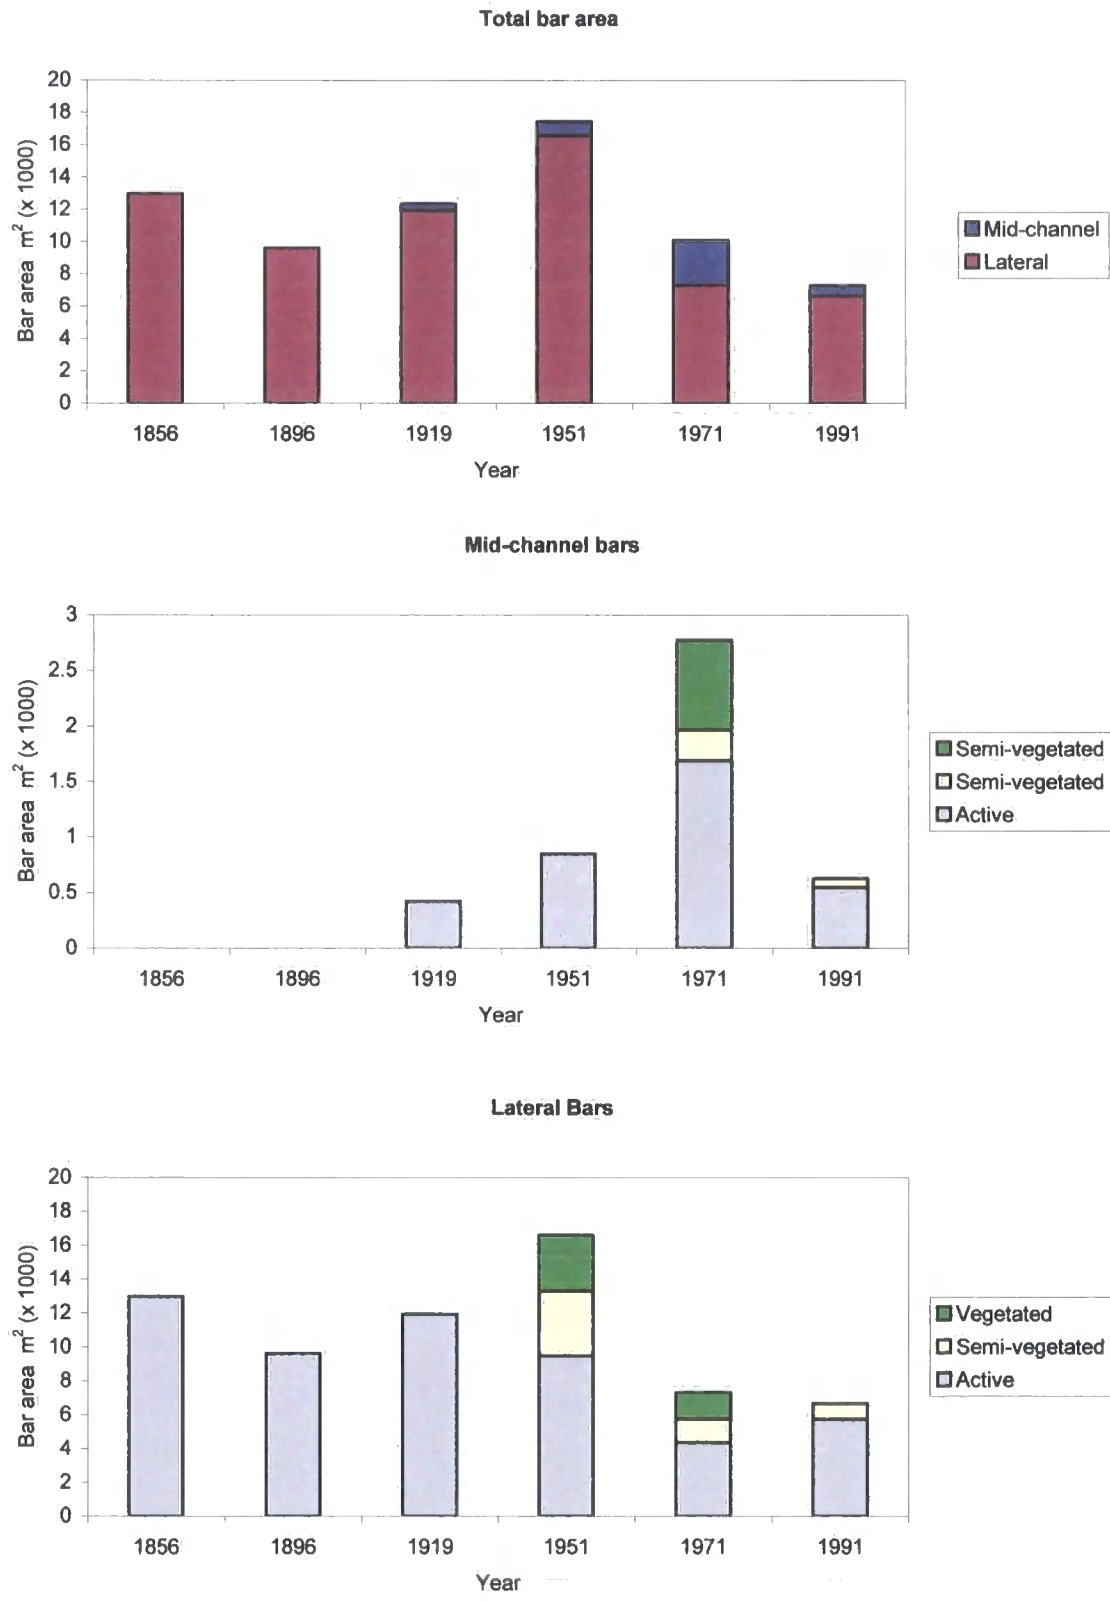 Total bar area
20
18
16
14
12
10
8
6
4
2
0
Bar area m² (x 1000)
1856 1896 1919 1951 1971 1991
Year
Mid-channel
Lateral
Mid-channel bars
3
2.5
2
1.5
1
0.5
0
Bar area m² (x 1000)
1856 1896 1919 1951 1971 1991
Year
Semi-vegetated
Semi-vegetated
Active
Lateral Bars
20
18
16
14
12
10
8
6
4
2
0
Bar area m² (x 1000)
1856 1896 1919 1951 1971 1991
Year
Vegetated
Semi-vegetated
Active